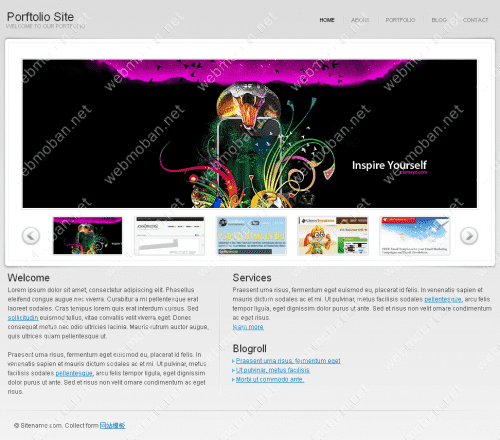 Porftolio Site
WELCOME TO OUR PORTFOLIO
HOME
ABOUT
PORTFOLIO
BLOG
CONTACT
Inspire Yourself
Welcome
Lorem ipsum dolor sit amet, consectetur adipiscing elit. Phasellus
eleifend congue augue nec viverra. Curabitur a mi pellentesque erat
laoreet sodales. Cras tempus lorem quis erat interdum cursus. Sed
sollicitudin euismod tellus, vitae convallis velit viverra eget. Donec
consequat metus nec odio ultricies lacinia. Mauris rutrum auctor augue,
quis ultrices quam pellentesque ut.
Praesent urna risus, fermentum eget euismod eu, placerat id felis. In
venenatis sapien et mauris dictum sodales ac et mi. Ut pulvinar, metus
facilisis sodales pellentesque, arcu felis tempor ligula, eget dignissim
dolor purus ut ante. Sed et risus non velit ornare condimentum ac eget
risus.
Services
Praesent urna risus, fermentum eget euismod eu, placerat id felis. In venenatis sapien et
mauris dictum sodales ac et mi. Ut pulvinar, metus facilisis sodales pellentesque, arcu
felis tempor ligula, eget dignissim dolor purus ut ante. Sed et risus non velit ornare condimentum
ac eget risus.
learn more
Blogroll
Praesent urna risus, fermentum eget
Ut pulvinar, metus facilisis
Morbi ut commodo ante.
© Sitename.com. Collect form 网站模板
webmoban.net